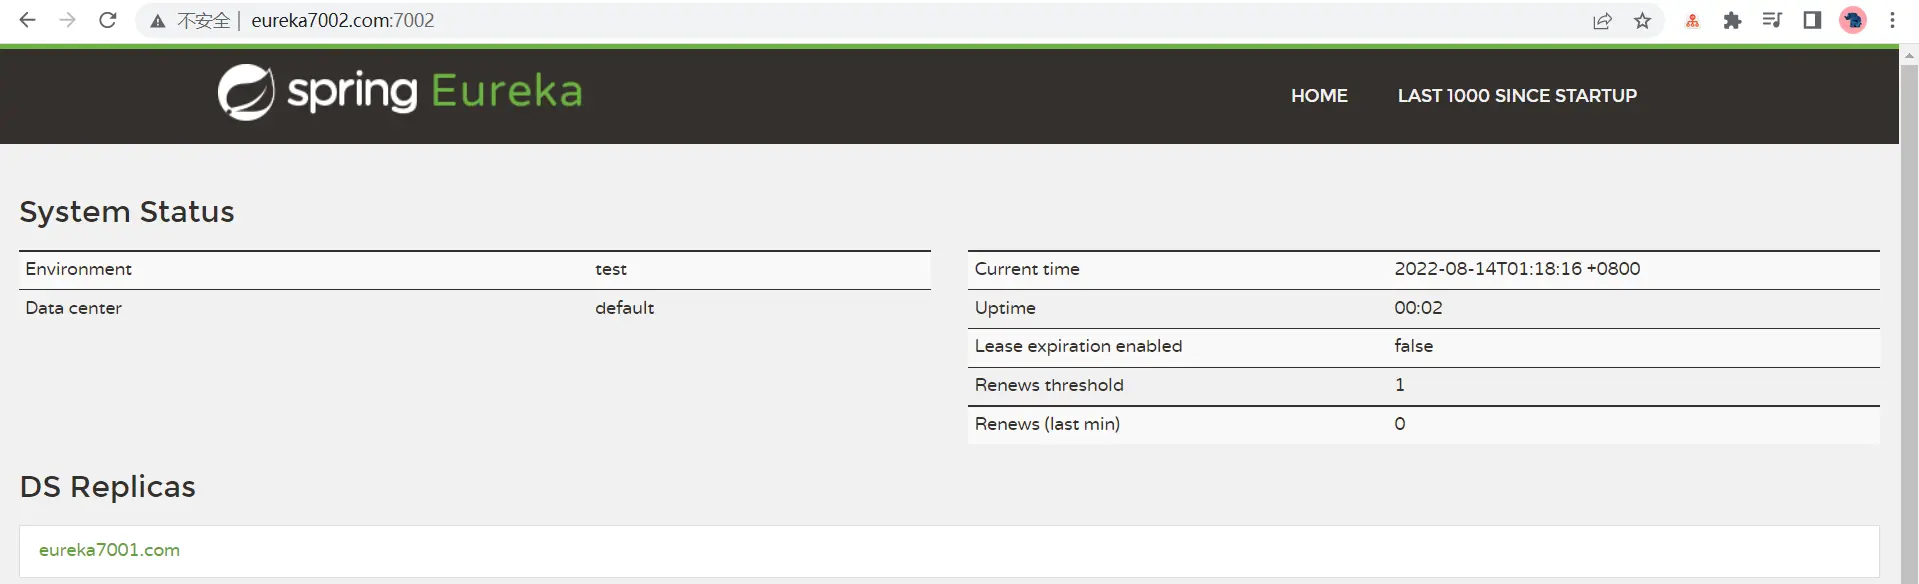 不安全 | eureka7002.com:7002
spring Eureka
HOME LAST 1000 SINCE STARTUP
System Status
Environment test
Data center default
Current time 2022-08-14T01:18:16 +0800
Uptime 00:02
Lease expiration enabled false
Renews threshold 1
Renews (last min) 0
DS Replicas
eureka7001.com